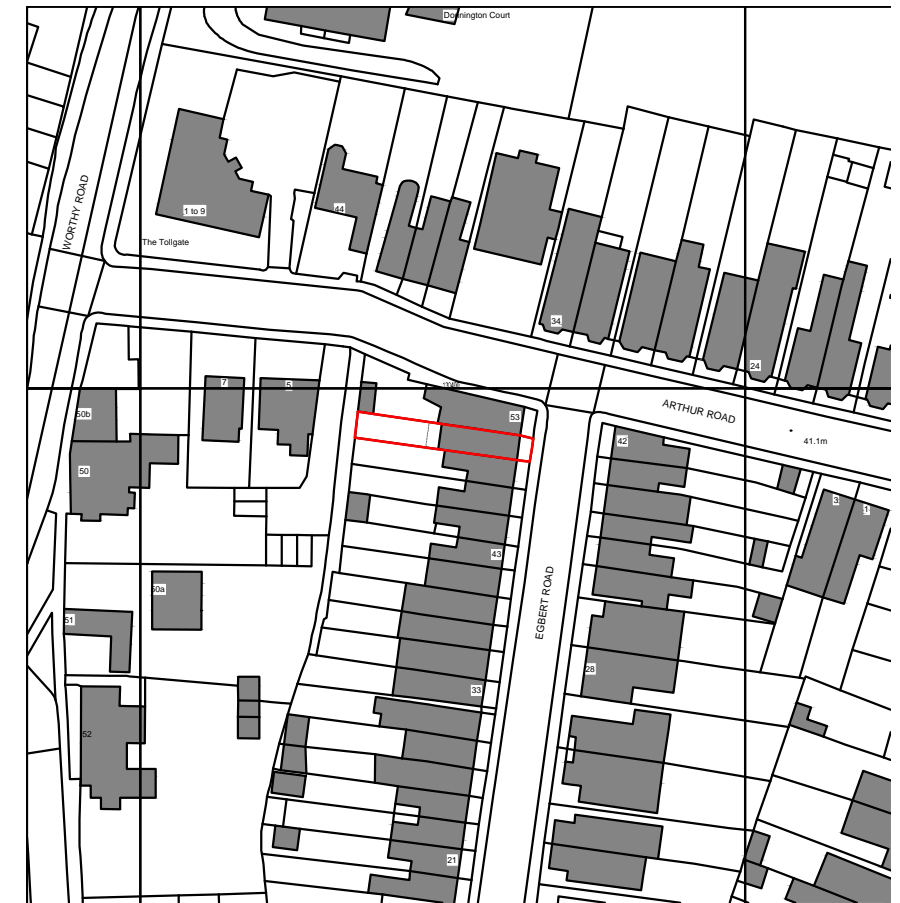 Donnington Court
WORTHY ROAD
1 to 9
44
The Tollgate
34
24
7
5
53
ARTHUR ROAD
50b
42
41.1m
50
3
1
43
EGBERT ROAD
50a
51
28
33
52
21